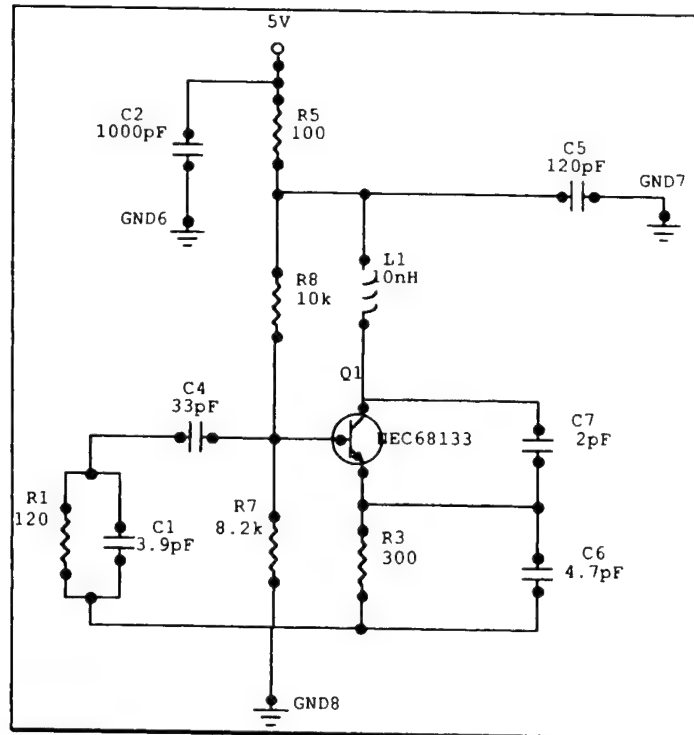 5V
C2
1000pF
R5
100
C5
120pF
GND7
GND6
R8
10k
L1
10nH
Q1
C4
33pF
NEC68133
C7
2pF
R1
120
C1
3.9pF
R7
8.2k
R3
300
C6
4.7pF
GND8